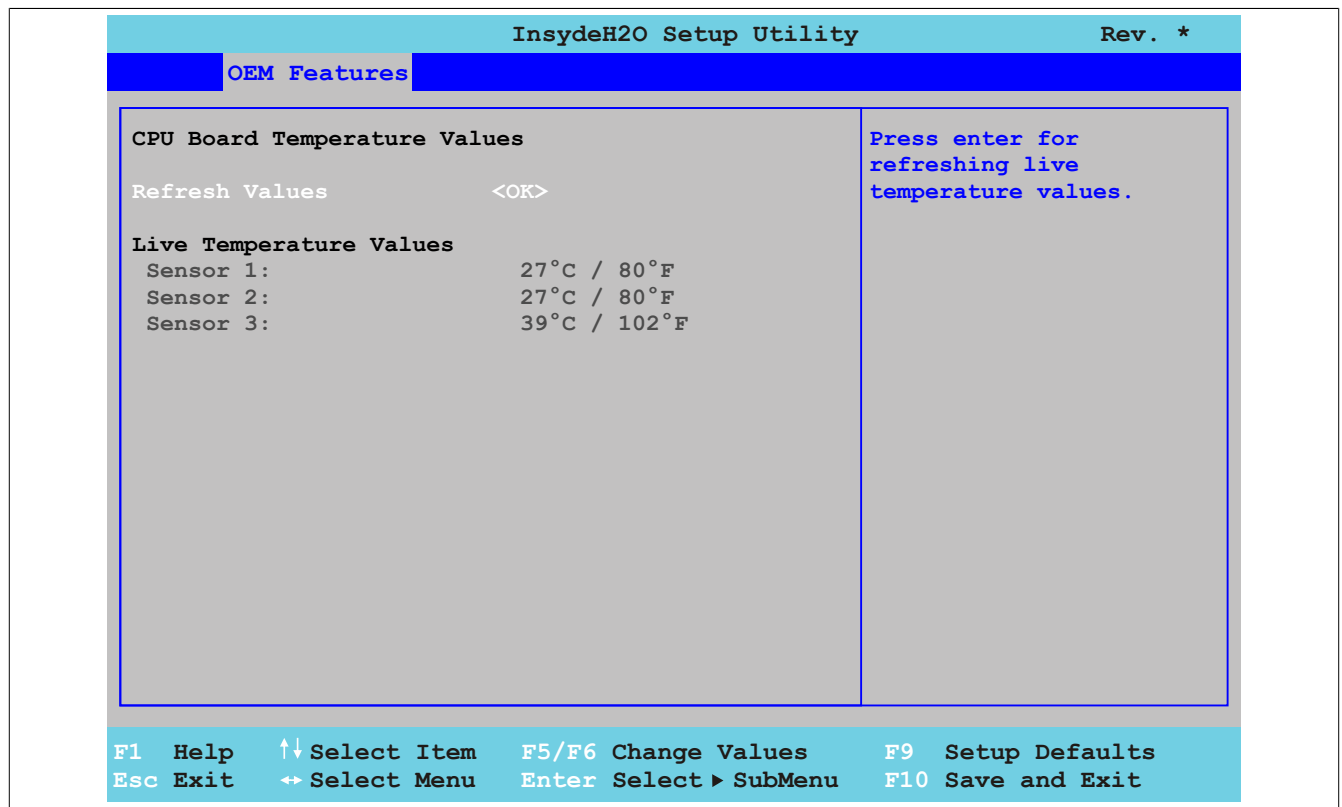 InsydeH2O Setup Utility Rev. *
OEM Features
CPU Board Temperature Values
Refresh Values <OK>
Live Temperature Values
Sensor 1: 27°C / 80°F
Sensor 2: 27°C / 80°F
Sensor 3: 39°C / 102°F
Press enter for
refreshing live
temperature values.
F1 Help ↑↓ Select Item F5/F6 Change Values F9 Setup Defaults
Esc Exit ↔ Select Menu Enter Select ▶ SubMenu F10 Save and Exit